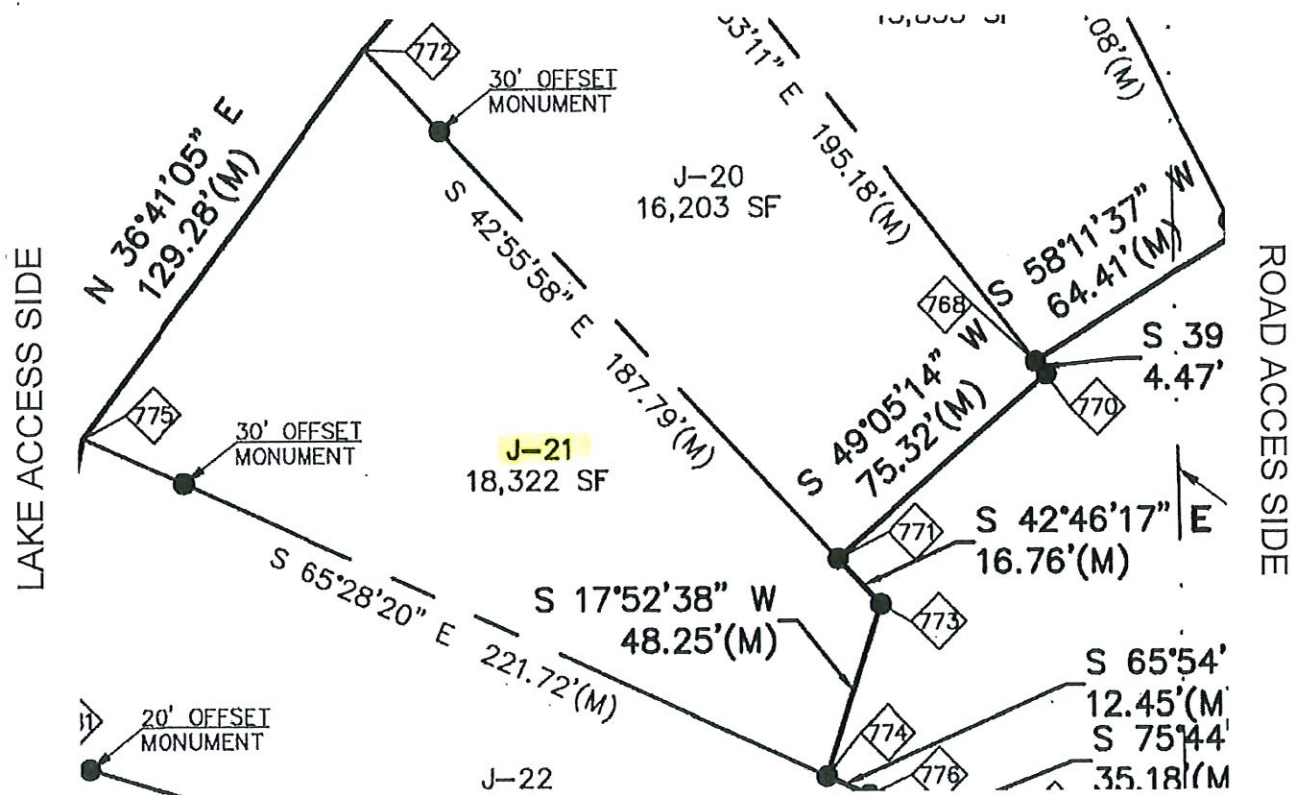 772
30' OFFSET
MONUMENT
N 36°41'05" E
129.28'(M)
S 42°55'58" E 187.79'(M)
J-20
16,203 SF
53'11" E 195.18'(M)
.08'(M)
S 58°11'37" W
64.41'(M)
768
S 39
4.47'
770
LAKE ACCESS SIDE
ROAD ACCES SIDE
775
30' OFFSET
MONUMENT
J-21
18,322 SF
S 49°05'14" W
75.32'(M)
771
S 42°46'17" E
16.76'(M)
S 65°28'20" E 221.72'(M)
S 17°52'38" W
48.25'(M)
773
S 65°54'
12.45'(M
S 75°44'
35.18'(M
774
776
20' OFFSET
MONUMENT
J-22